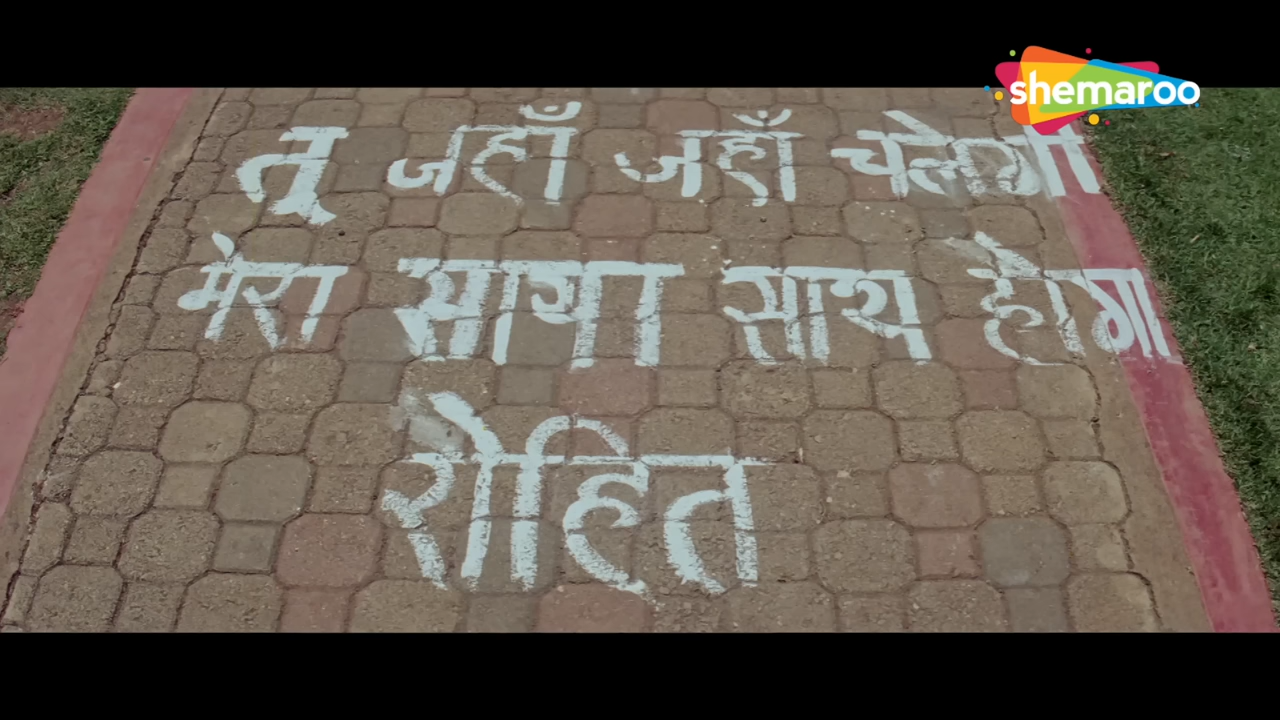 shemaroo
तू जहाँ जहाँ चलेगा
मेरा साया साथ होगा
रोहित